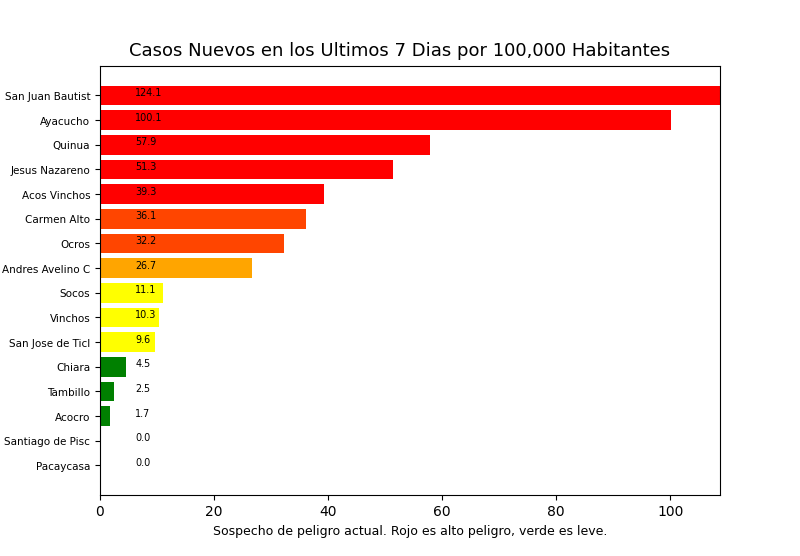 Casos Nuevos en los Ultimos 7 Dias por 100,000 Habitantes
San Juan Bautist 124.1
Ayacucho 100.1
Quinua 57.9
Jesus Nazareno 51.3
Acos Vinchos 39.3
Carmen Alto 36.1
Ocros 32.2
Andres Avelino C 26.7
Socos 11.1
Vinchos 10.3
San Jose de Ticl 9.6
Chiara 4.5
Tambillo 2.5
Acocro 1.7
Santiago de Pisc 0.0
Pacaycasa 0.0
0 20 40 60 80 100
Sospecho de peligro actual. Rojo es alto peligro, verde es leve.